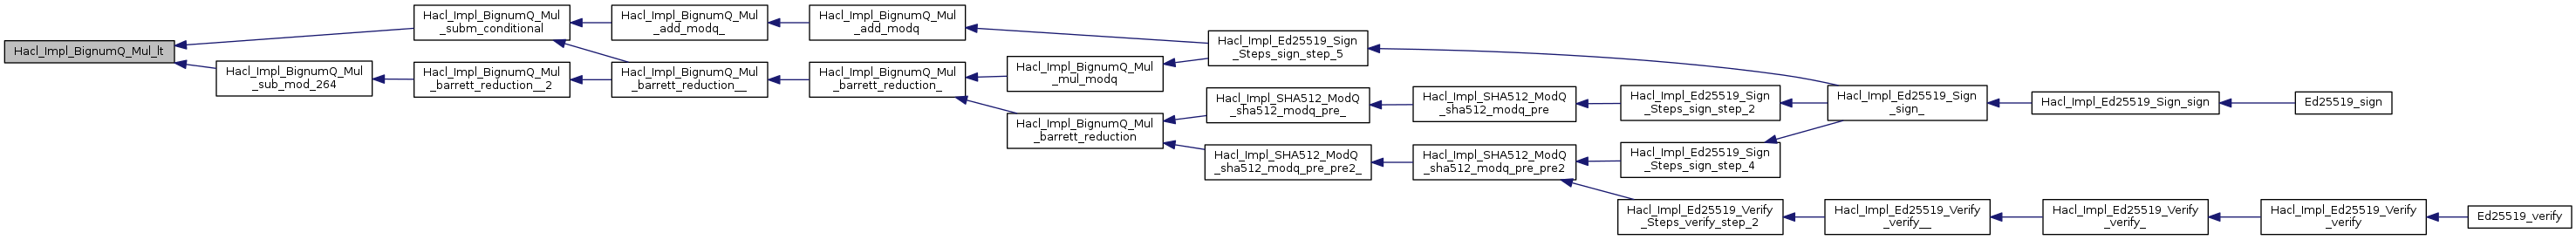 Hacl_Impl_BignumQ_Mul_lt
Hacl_Impl_BignumQ_Mul
_subm_conditional
Hacl_Impl_BignumQ_Mul
_add_modq_
Hacl_Impl_BignumQ_Mul
_add_modq
Hacl_Impl_Ed25519_Sign
_Steps_sign_step_5
Hacl_Impl_BignumQ_Mul
_sub_mod_264
Hacl_Impl_BignumQ_Mul
_barrett_reduction__2
Hacl_Impl_BignumQ_Mul
_barrett_reduction__
Hacl_Impl_BignumQ_Mul
_barrett_reduction_
Hacl_Impl_BignumQ_Mul
_mul_modq
Hacl_Impl_BignumQ_Mul
_barrett_reduction
Hacl_Impl_SHA512_ModQ
_sha512_modq_pre_
Hacl_Impl_SHA512_ModQ
_sha512_modq_pre
Hacl_Impl_Ed25519_Sign
_Steps_sign_step_2
Hacl_Impl_Ed25519_Sign
_sign_
Hacl_Impl_Ed25519_Sign_sign
Ed25519_sign
Hacl_Impl_SHA512_ModQ
_sha512_modq_pre_pre2_
Hacl_Impl_SHA512_ModQ
_sha512_modq_pre_pre2
Hacl_Impl_Ed25519_Sign
_Steps_sign_step_4
Hacl_Impl_Ed25519_Verify
_Steps_verify_step_2
Hacl_Impl_Ed25519_Verify
_verify__
Hacl_Impl_Ed25519_Verify
_verify_
Hacl_Impl_Ed25519_Verify
_verify
Ed25519_verify